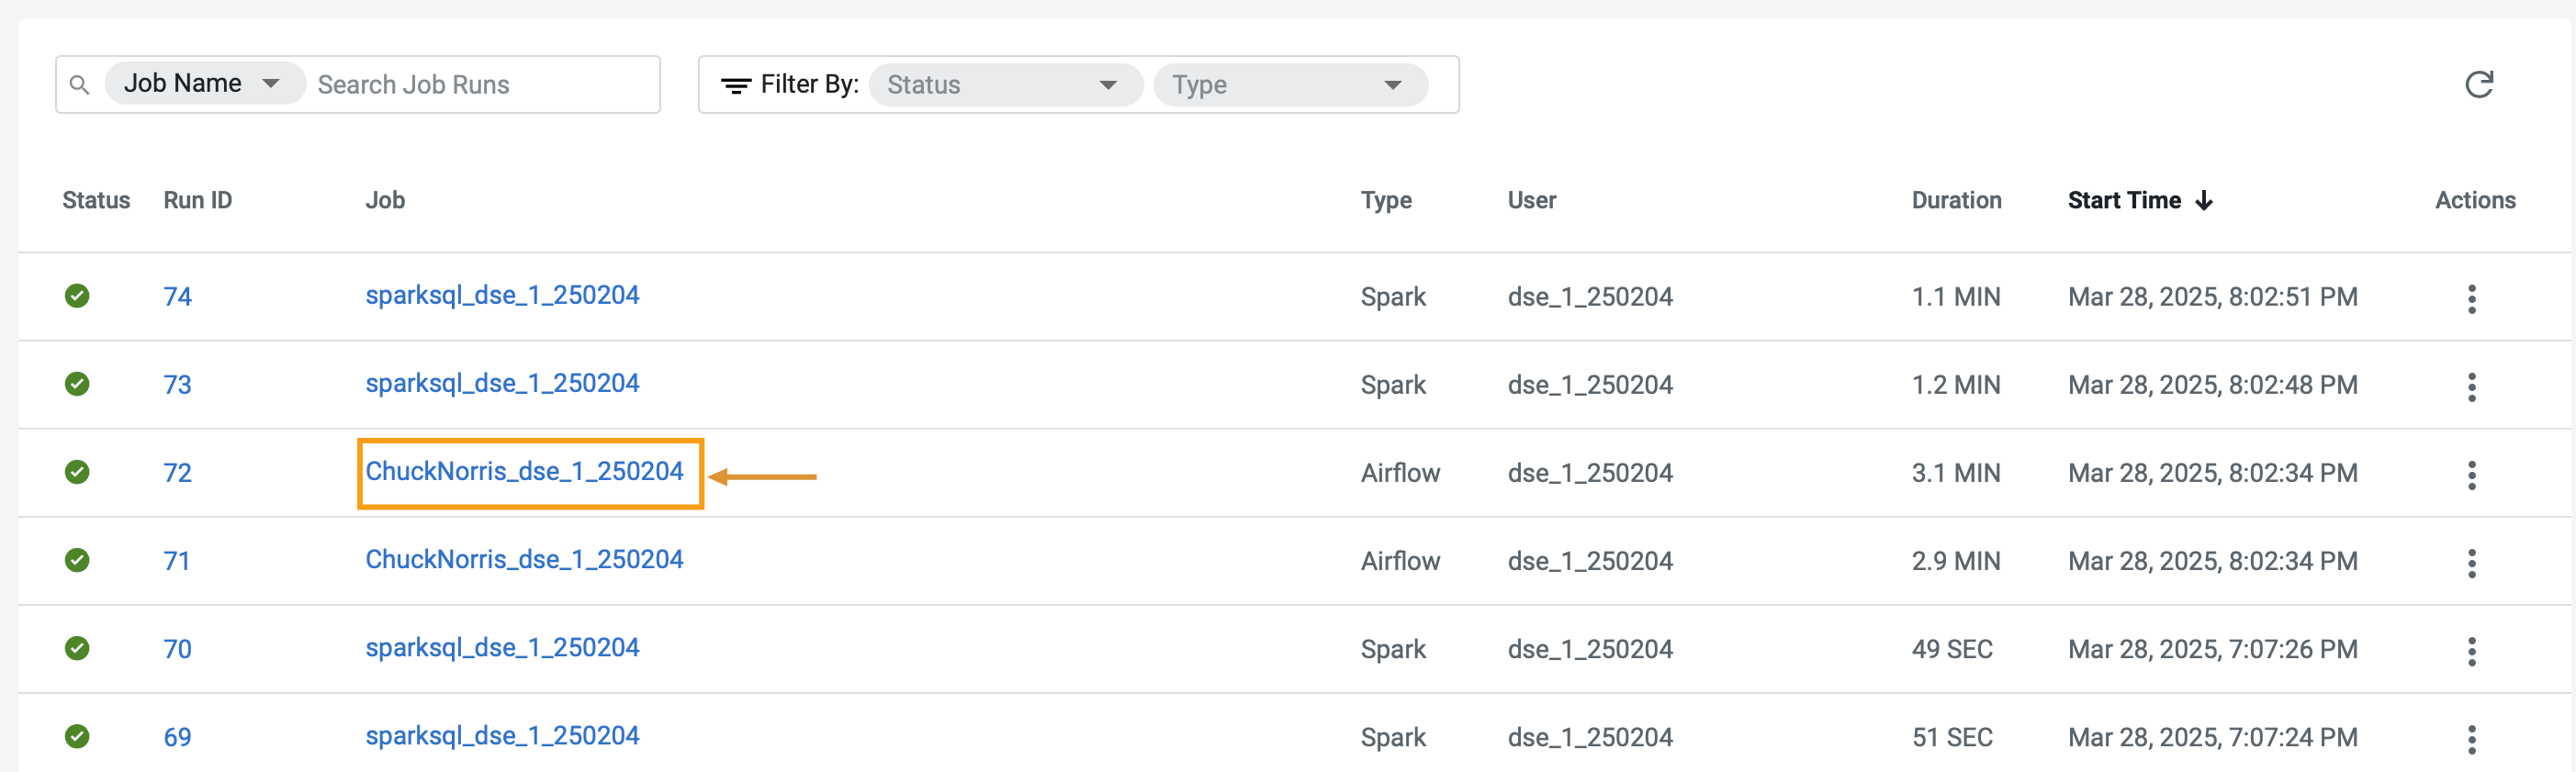 Job Name Search Job Runs Filter By: Status Type
Status Run ID Job Type User Duration Start Time Actions
74 sparksql_dse_1_250204 Spark dse_1_250204 1.1 MIN Mar 28, 2025, 8:02:51 PM
73 sparksql_dse_1_250204 Spark dse_1_250204 1.2 MIN Mar 28, 2025, 8:02:48 PM
72 ChuckNorris_dse_1_250204 Airflow dse_1_250204 3.1 MIN Mar 28, 2025, 8:02:34 PM
71 ChuckNorris_dse_1_250204 Airflow dse_1_250204 2.9 MIN Mar 28, 2025, 8:02:34 PM
70 sparksql_dse_1_250204 Spark dse_1_250204 49 SEC Mar 28, 2025, 7:07:26 PM
69 sparksql_dse_1_250204 Spark dse_1_250204 51 SEC Mar 28, 2025, 7:07:24 PM